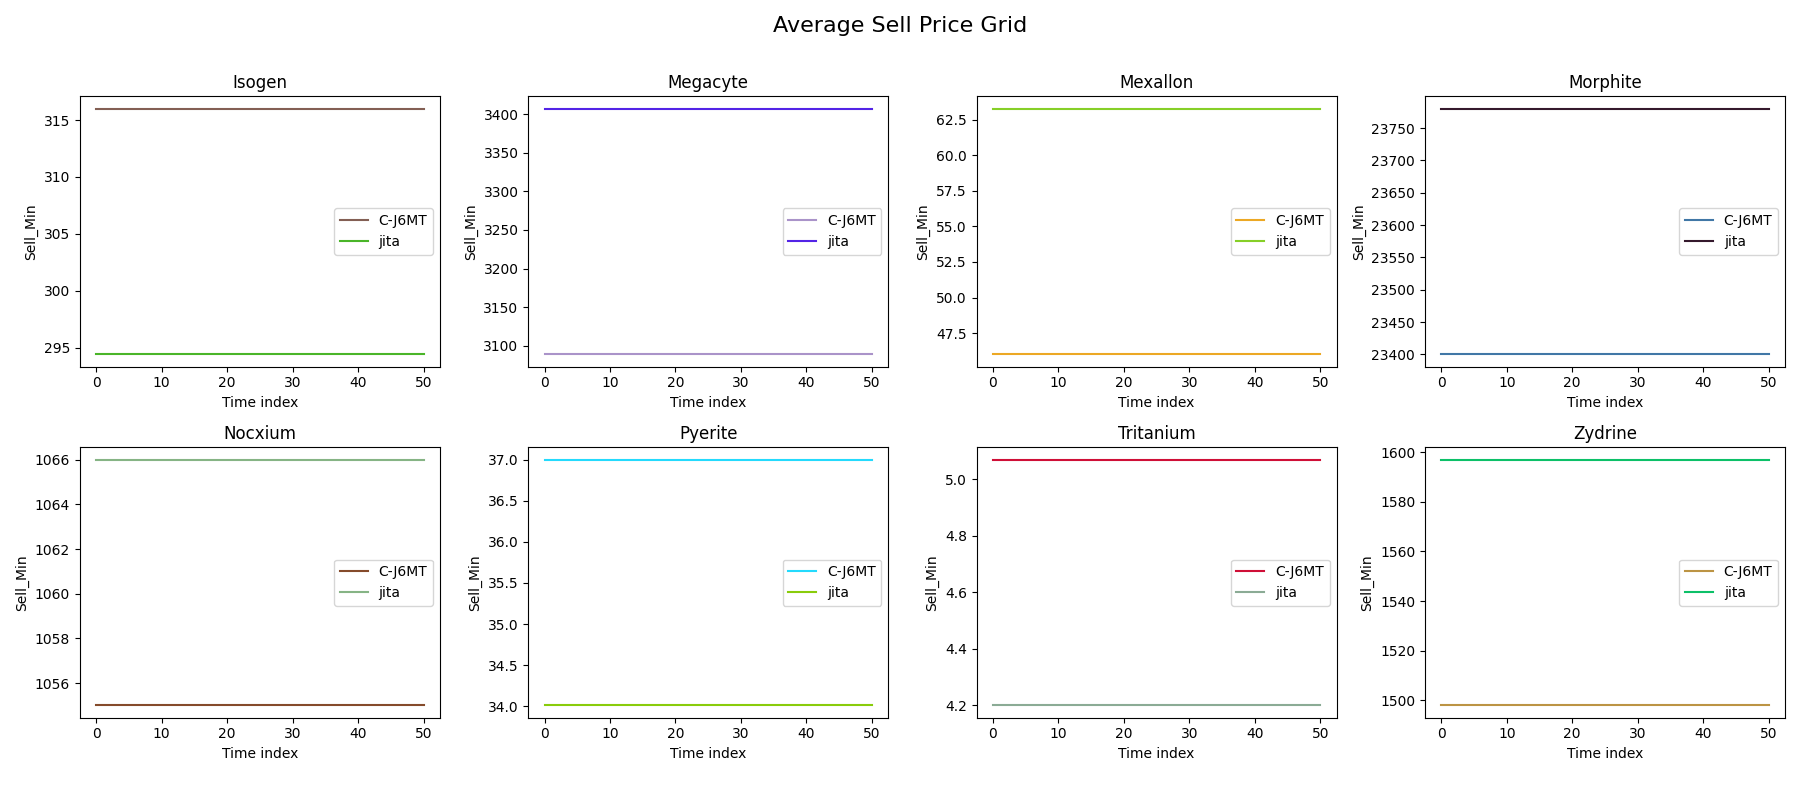 Average Sell Price Grid
Isogen
Megacyte
Mexallon
Morphite
315
310
305
300
295
Sell_Min
C-J6MT
jita
0 10 20 30 40 50
Time index
3400
3350
3300
3250
3200
3150
3100
Sell_Min
C-J6MT
jita
0 10 20 30 40 50
Time index
62.5
60.0
57.5
55.0
52.5
50.0
47.5
Sell_Min
C-J6MT
jita
0 10 20 30 40 50
Time index
23750
23700
23650
23600
23550
23500
23450
23400
Sell_Min
C-J6MT
jita
0 10 20 30 40 50
Time index
Nocxium
Pyerite
Tritanium
Zydrine
1066
1064
1062
1060
1058
1056
Sell_Min
C-J6MT
jita
0 10 20 30 40 50
Time index
37.0
36.5
36.0
35.5
35.0
34.5
34.0
Sell_Min
C-J6MT
jita
0 10 20 30 40 50
Time index
5.0
4.8
4.6
4.4
4.2
Sell_Min
C-J6MT
jita
0 10 20 30 40 50
Time index
1600
1580
1560
1540
1520
1500
Sell_Min
C-J6MT
jita
0 10 20 30 40 50
Time index